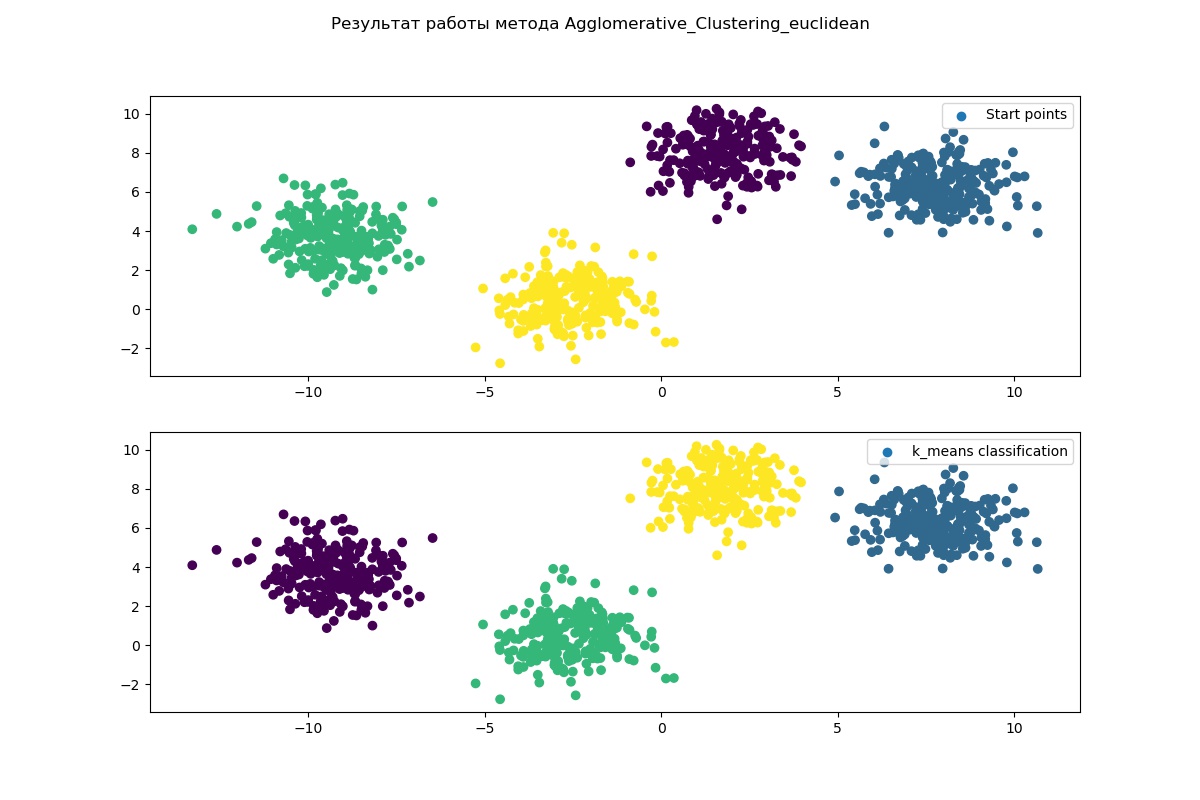 Результат работы метода Agglomerative_Clustering_euclidean
Start points
10
8
6
4
2
0
−2
−10 −5 0 5 10
k_means classification
10
8
6
4
2
0
−2
−10 −5 0 5 10